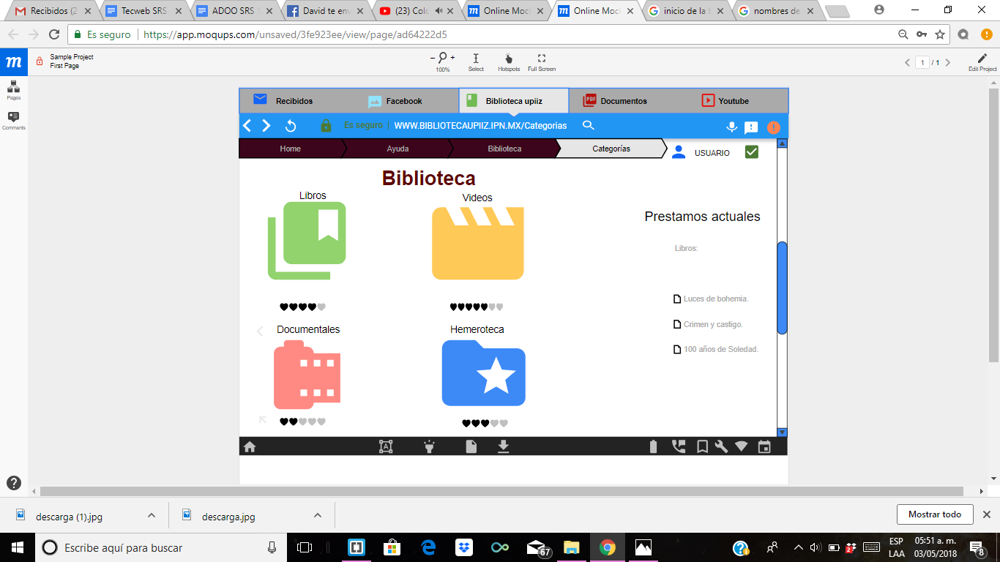 Recibidos (2
Tecweb SRS
ADOO SRS
David te en
(23) Colo
Online Moc
Online Moc
inicio de la
nombres de
Es seguro
https://app.moqups.com/unsaved/3fe923ee/view/page/ad64222d5
m
Sample Project
First Page
100%
Select
Hotspots
Full Screen
1 / 1
Edit Project
Pages
Comments
Recibidos
Facebook
Biblioteca upiiz
PDF
Documentos
Youtube
Es seguro | WWW.BIBLIOTECAUPIIZ.IPN.MX/Categorias
Home
Ayuda
Biblioteca
Categorías
USUARIO
Biblioteca
Libros
Videos
Prestamos actuales
Libros:
Luces de bohemia.
Crimen y castigo.
100 años de Soledad.
Documentales
Hemeroteca
A
descarga (1).jpg
descarga.jpg
Mostrar todo
Escribe aquí para buscar
67
2
ESP
LAA
05:51 a. m.
03/05/2018
8